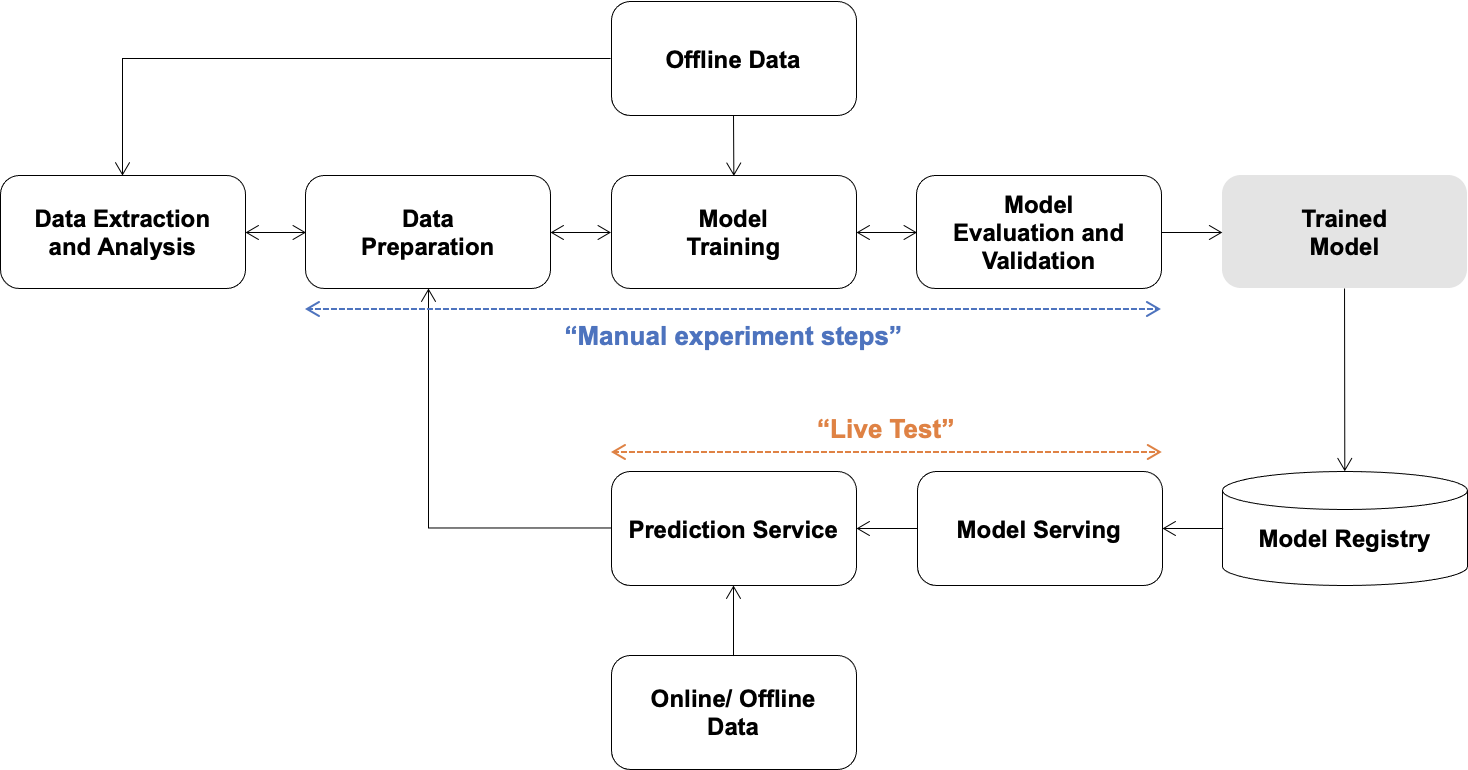 Offline Data
Data Extraction
and Analysis
Data
Preparation
Model
Training
Model
Evaluation and
Validation
Trained
Model
“Manual experiment steps”
“Live Test”
Prediction Service
Model Serving
Model Registry
Online/ Offline
Data